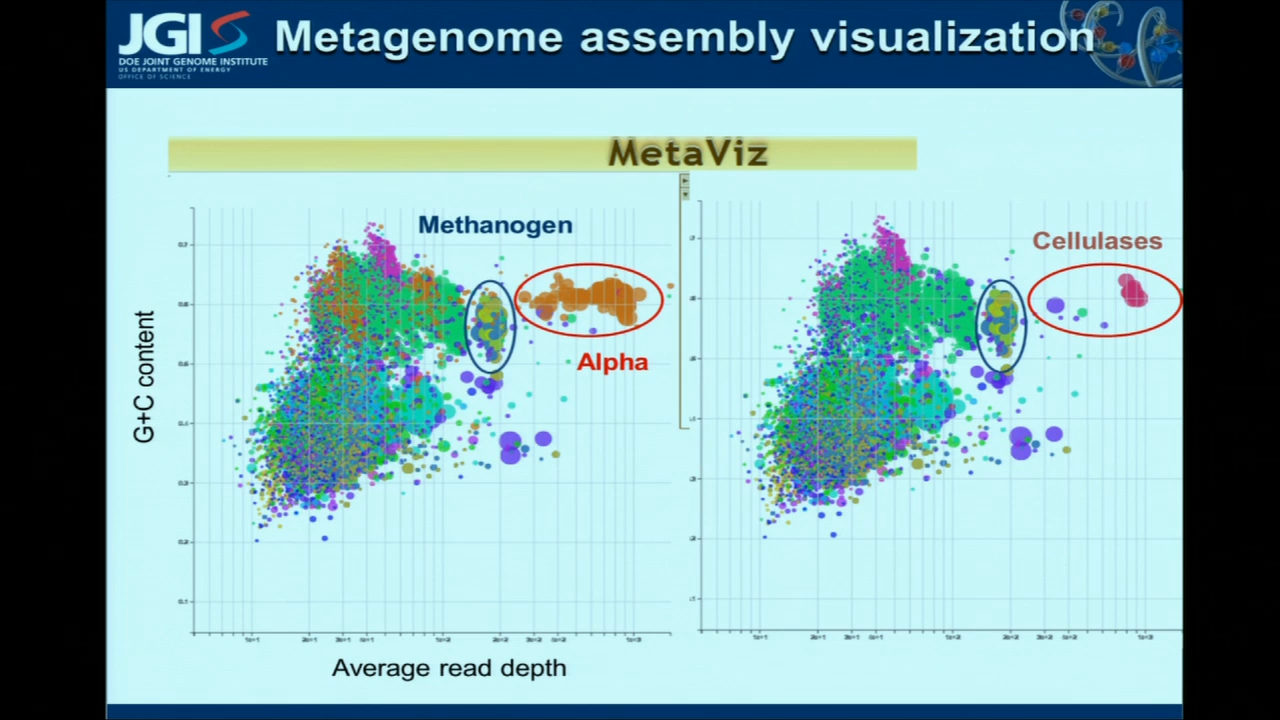 JGI
DOE JOINT GENOME INSTITUTE
US DEPARTMENT OF ENERGY
OFFICE OF SCIENCE
Metagenome assembly visualization
MetaViz
Methanogen
Cellulases
Alpha
G+C content
Average read depth